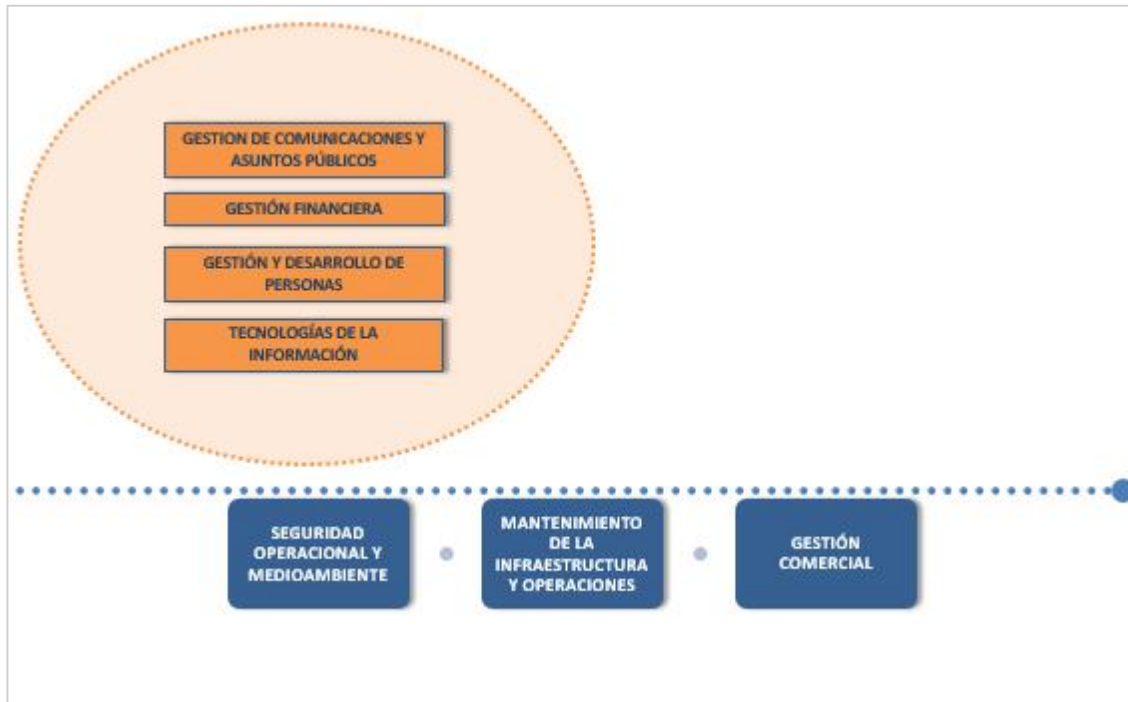 GESTION DE COMUNICACIONES Y
ASUNTOS PÚBLICOS
GESTIÓN FINANCIERA
GESTIÓN Y DESARROLLO DE
PERSONAS
TECNOLOGÍAS DE LA
INFORMACIÓN
SEGURIDAD
OPERACIONAL Y
MEDIOAMBIENTE
MANTENIMIENTO
DE LA
INFRAESTRUCTURA
Y OPERACIONES
GESTIÓN
COMERCIAL